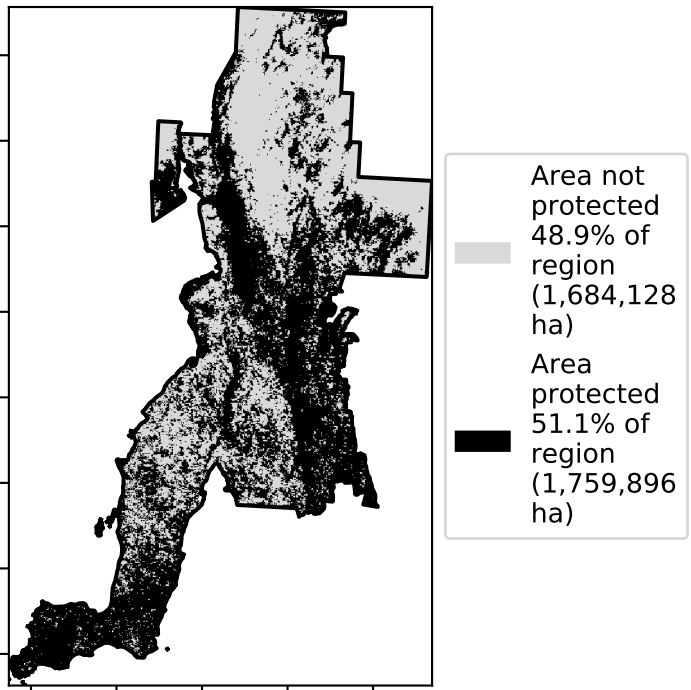 Area not
protected
48.9% of
region
(1,684,128
ha)
Area
protected
51.1% of
region
(1,759,896
ha)